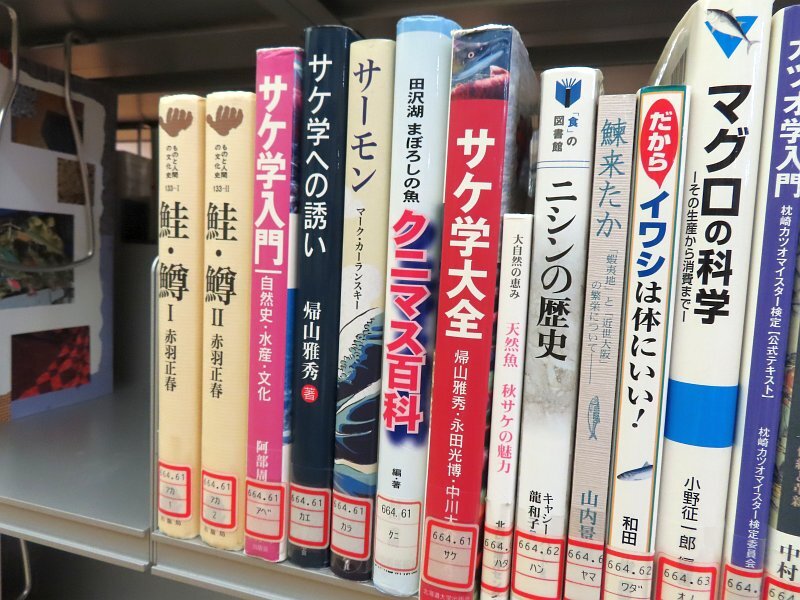 ものと人間の文化史
133-I
鮭・鱒 I
赤羽正春
664.61
アカ
1
ものと人間の文化史
133-II
鮭・鱒 II
赤羽正春
664.61
アカ
2
サケ学入門
自然史・水産・文化
阿部周
664.61
アベ
サケ学への誘い
帰山雅秀 著
664.61
カエ
サーモン
マーク・カーランスキー
664.61
カラ
田沢湖 まぼろしの魚
クニマス百科
編・著
664.61
クニ
サケ学大全
帰山雅秀・永田光博・中川大
664.61
サケ
大自然の恵み
天然魚 秋サケの魅力
北
664.
ハタ
「食」の図書館
ニシンの歴史
キャシー
龍和子
664.62
ハン
鰊来たか
「蝦夷地」と「近世大阪」の繁栄について
山内景
664.6
ヤマ
だから
イワシは体にいい!
和田
664.62
ワダ
マグロの科学
―その生産から消費まで―
小野征一郎
664.63
オノ
カツオ学入門
枕崎カツオマイスター検定[公式テキスト]
枕崎カツオマイスター検定委員会
664.6
中村
664.